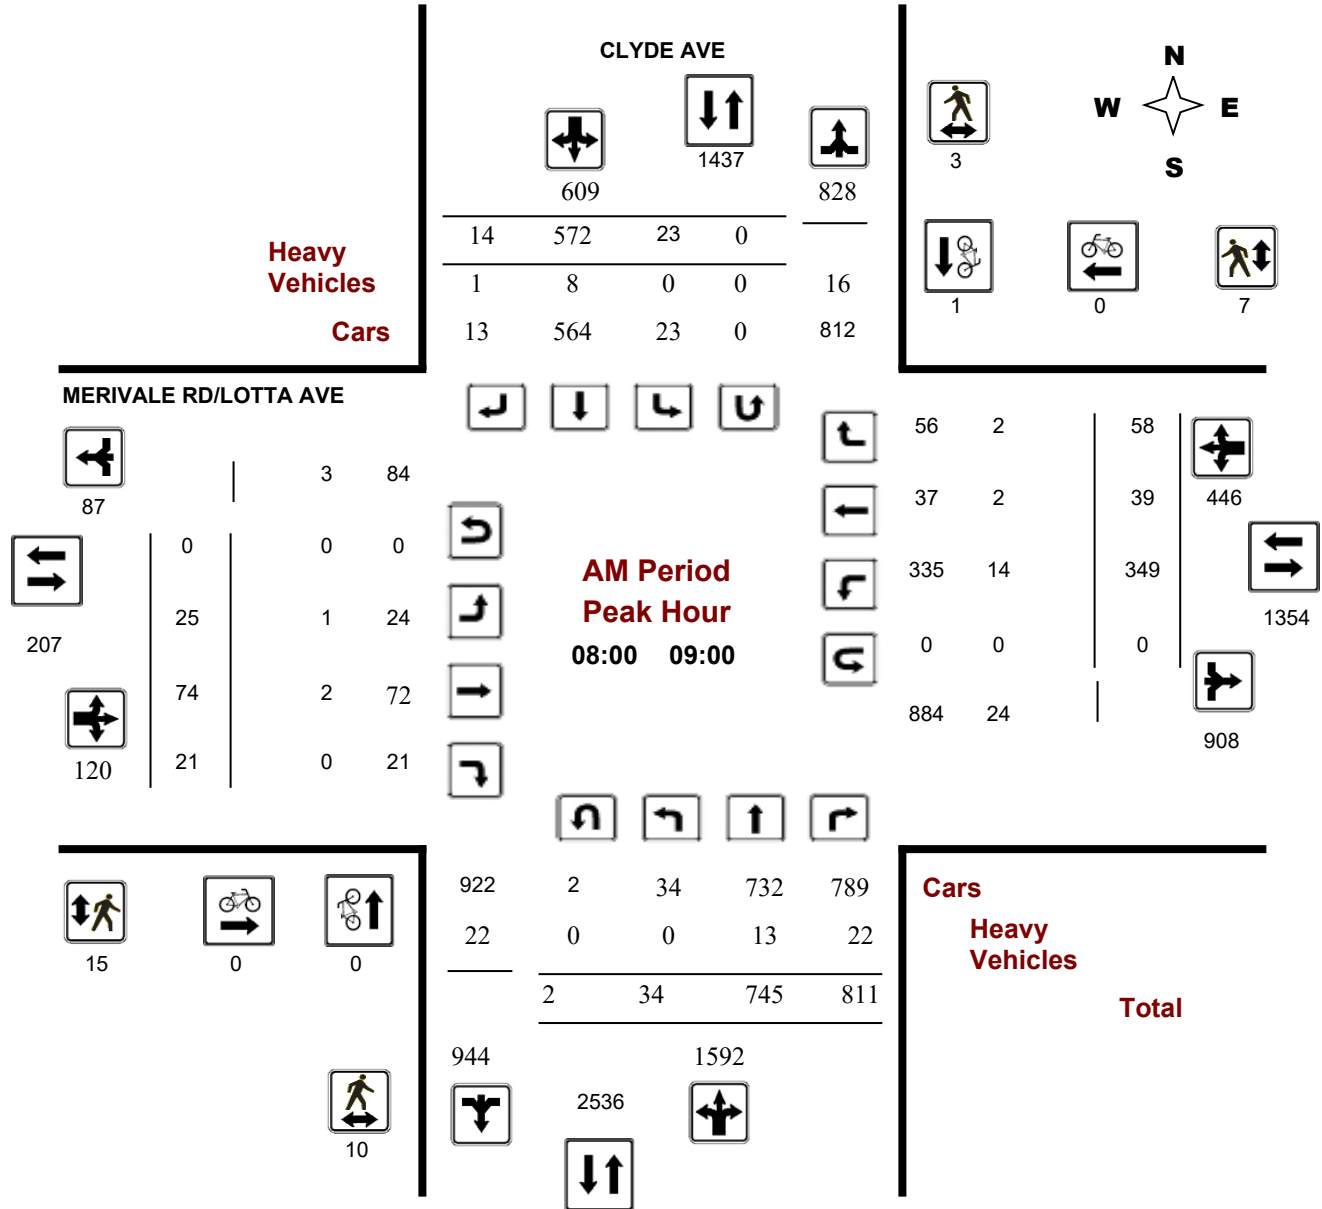 CLYDE AVE
N
W E
S
1437
3
609 828
14 572 23 0
Heavy
Vehicles
1 8 0 0 16
1 0 7
Cars
13 564 23 0 812
MERIVALE RD/LOTTA AVE
56 2 58
3 84
87
37 2 39 446
0 0 0
AM Period
335 14 349
Peak Hour
25 1 24
1354
207
08:00 09:00
0 0 0
74 2 72
884 24
908
120 21 0 21
922 2 34 732 789
Cars
22 0 0 13 22
Heavy
Vehicles
15 0 0
2 34 745 811
Total
944 1592
2536
10